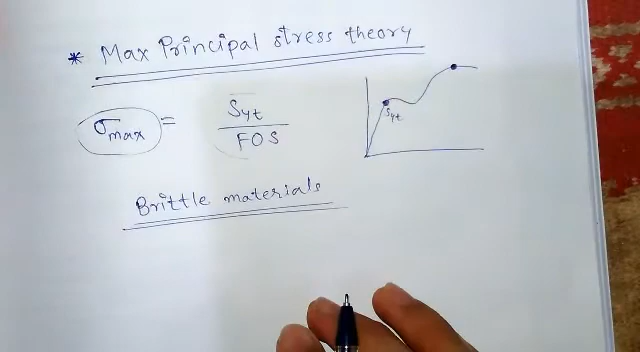 * Max Principal stress theory
σmax = Syt / FOS
Syt
Brittle materials